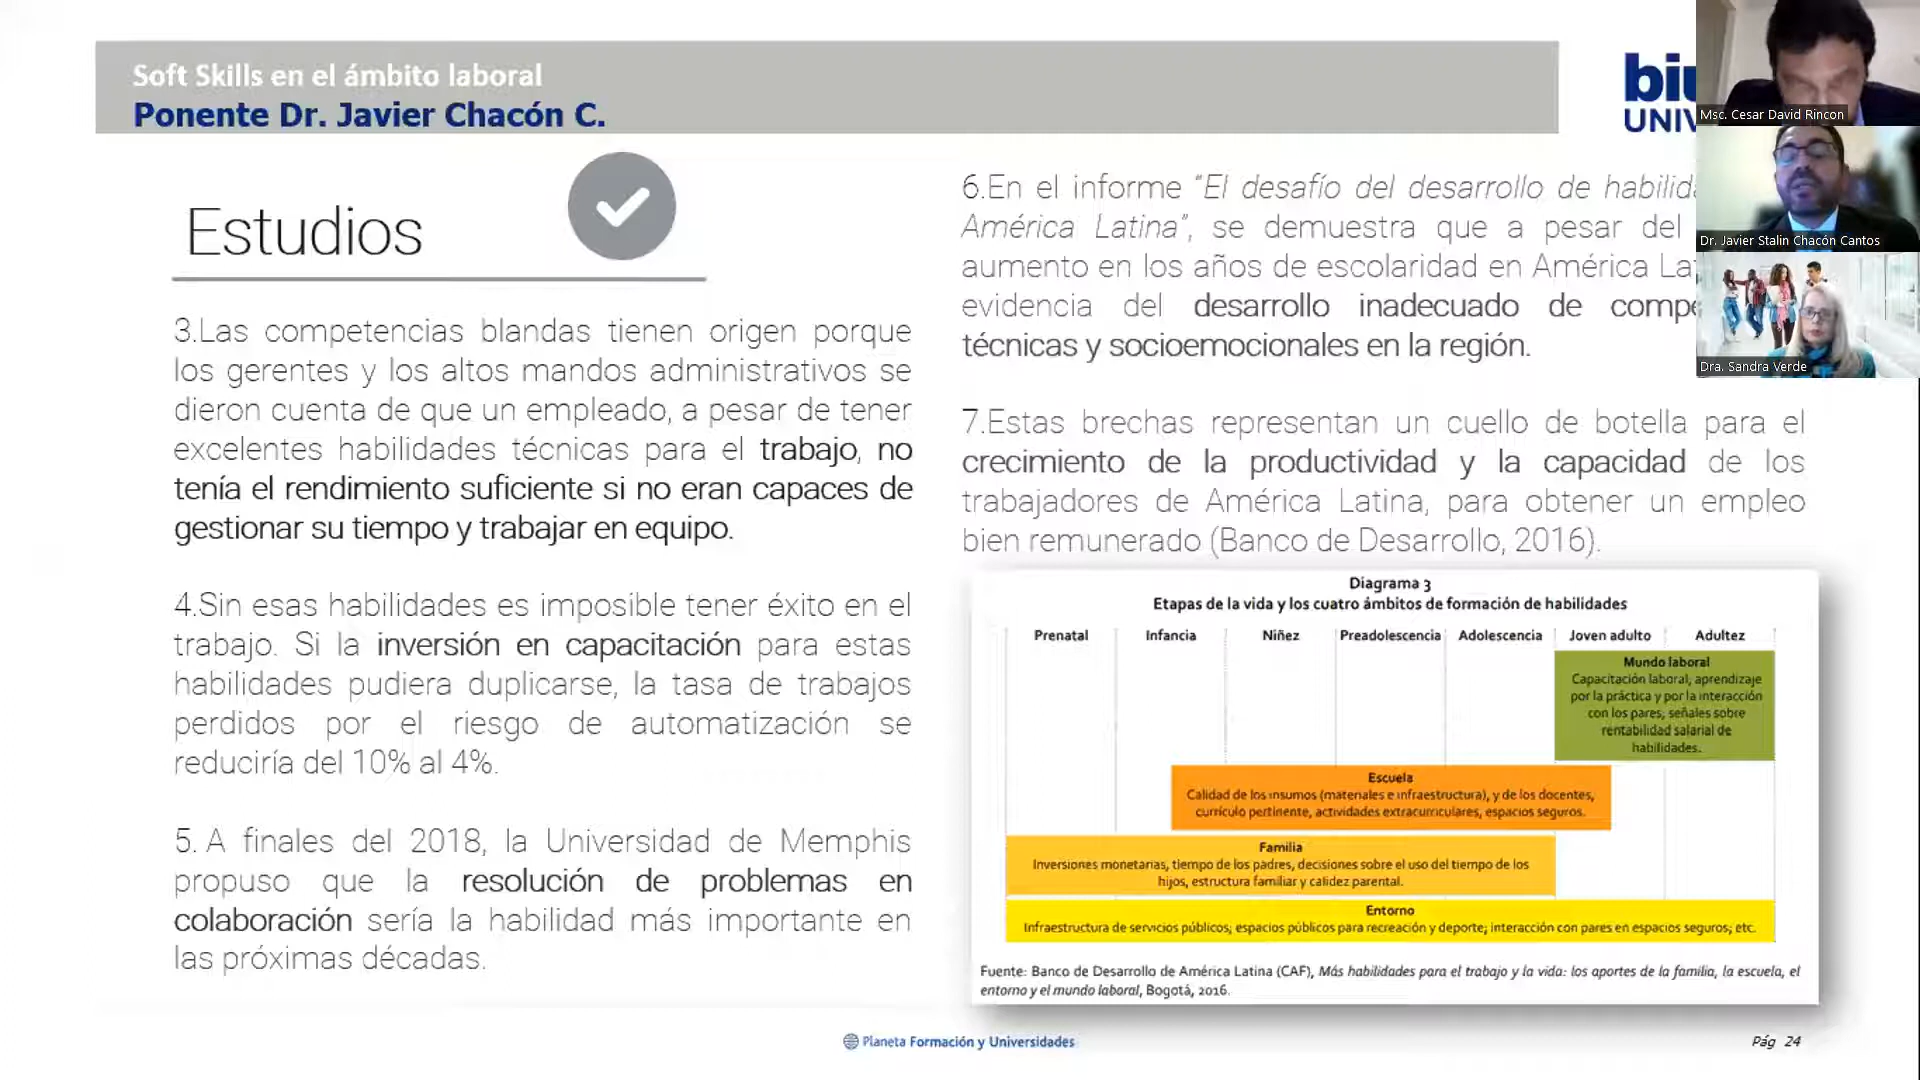 Soft Skills en el ámbito laboral
Ponente Dr. Javier Chacón C.
Estudios
3.Las competencias blandas tienen origen porque
los gerentes y los altos mandos administrativos se
dieron cuenta de que un empleado, a pesar de tener
excelentes habilidades técnicas para el trabajo, no
tenía el rendimiento suficiente si no eran capaces de
gestionar su tiempo y trabajar en equipo.
4.Sin esas habilidades es imposible tener éxito en el
trabajo. Si la inversión en capacitación para estas
habilidades pudiera duplicarse, la tasa de trabajos
perdidos por el riesgo de automatización se
reduciría del 10% al 4%.
5. A finales del 2018, la Universidad de Memphis
propuso que la resolución de problemas en
colaboración sería la habilidad más importante en
las próximas décadas.
6.En el informe "El desafío del desarrollo de
América Latina", se demuestra que a pesar del
aumento en los años de escolaridad en América
evidencia del desarrollo inadecuado de
técnicas y socioemocionales en la región.
7.Estas brechas representan un cuello de botella para el
crecimiento de la productividad y la capacidad de los
trabajadores de América Latina, para obtener un empleo
bien remunerado (Banco de Desarrollo, 2016).
Diagrama 3
Etapas de la vida y los cuatro ámbitos de formación de habilidades
Prenatal Infancia Niñez Preadolescencia Adolescencia Joven adulto Adultez
Mundo laboral
Capacitación laboral; aprendizaje
por la práctica y por la interacción
con los pares; señales sobre
rentabilidad salarial de
habilidades.
Escuela
Calidad de los insumos (materiales e infraestructura), y de los docentes,
currículo pertinente, actividades extracurriculares, espacios seguros.
Familia
Inversiones monetarias, tiempo de los padres, decisiones sobre el uso del tiempo de los
hijos, estructura familiar y calidez parental.
Entorno
Infraestructura de servicios públicos; espacios públicos para recreación y deporte; interacción con pares en espacios seguros; etc.
Fuente: Banco de Desarrollo de América Latina (CAF), Más habilidades para el trabajo y la vida: los aportes de la familia, la escuela, el
entorno y el mundo laboral, Bogotá, 2016.
Planeta Formación y Universidades
Pág 24
Msc. Cesar David Rincon
Dr. Javier Stalin Chacón Cantos
Dra. Sandra Verde